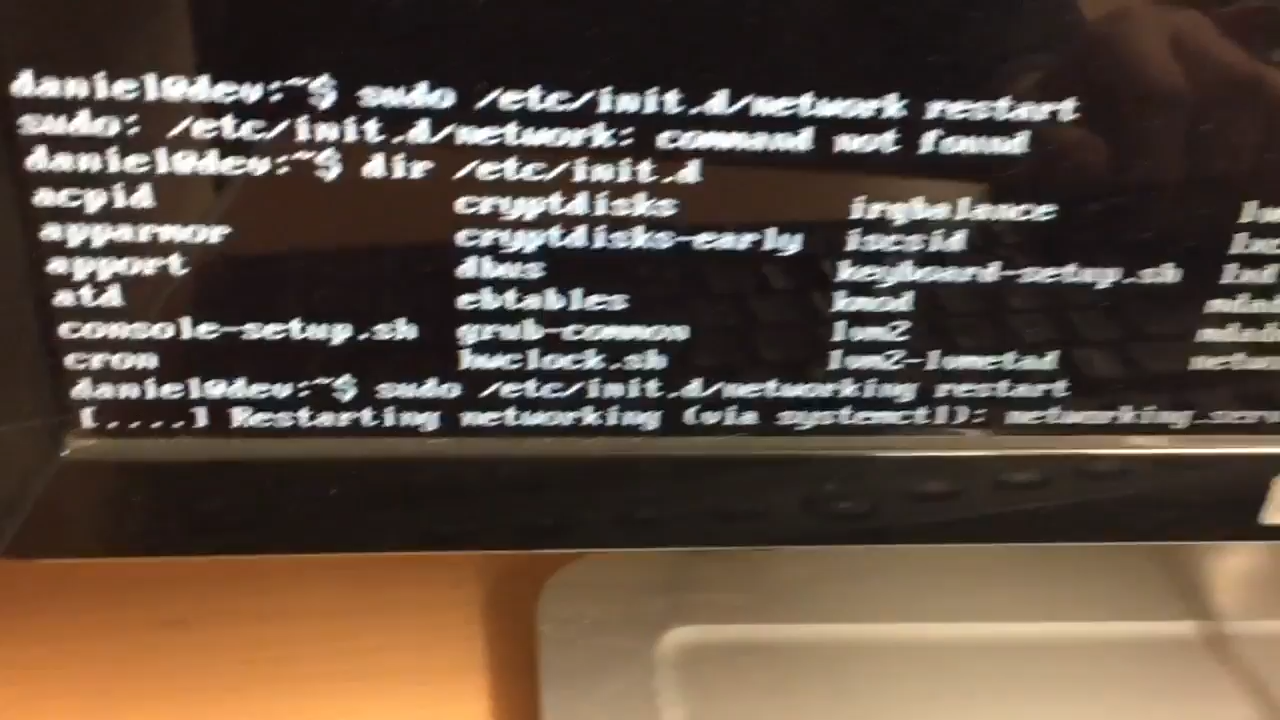 daniel@dev:~$ sudo /etc/init.d/network restart
sudo: /etc/init.d/network: command not found
daniel@dev:~$ dir /etc/init.d
acpid cryptdisks irqbalance
apparmor cryptdisks-early iscsid
apport dbus keyboard-setup.sh
atd ebtables kmod
console-setup.sh grub-common lvm2
cron hwclock.sh lvm2-lvmetad
daniel@dev:~$ sudo /etc/init.d/networking restart
[....] Restarting networking (via systemctl): networking.serv